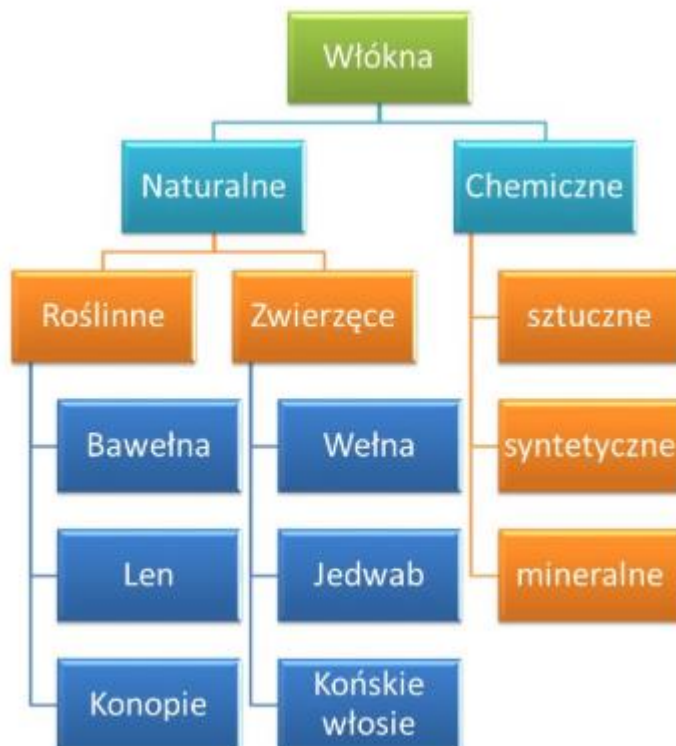 Włókna
Naturalne
Chemiczne
Roślinne
Zwierzęce
sztuczne
Bawełna
Wełna
syntetyczne
Len
Jedwab
mineralne
Konopie
Końskie
włosie